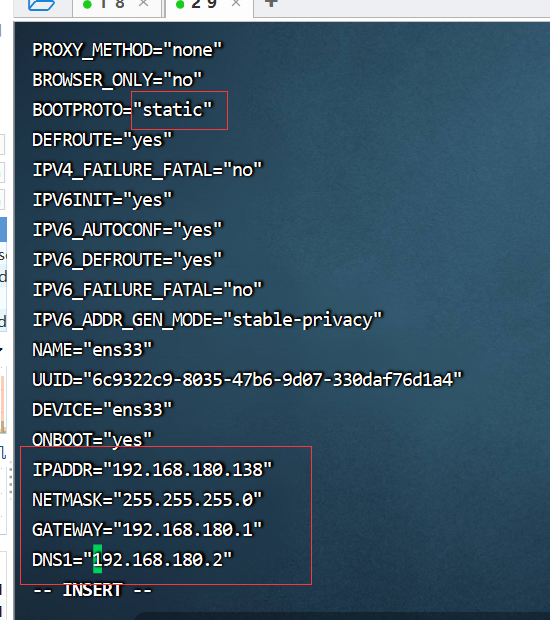 1 8 ×
2 9 ×
+
PROXY_METHOD="none"
BROWSER_ONLY="no"
BOOTPROTO="static"
DEFROUTE="yes"
IPV4_FAILURE_FATAL="no"
IPV6INIT="yes"
IPV6_AUTOCONF="yes"
IPV6_DEFROUTE="yes"
IPV6_FAILURE_FATAL="no"
IPV6_ADDR_GEN_MODE="stable-privacy"
NAME="ens33"
UUID="6c9322c9-8035-47b6-9d07-330daf76d1a4"
DEVICE="ens33"
ONBOOT="yes"
IPADDR="192.168.180.138"
NETMASK="255.255.255.0"
GATEWAY="192.168.180.1"
DNS1="192.168.180.2"
-- INSERT --